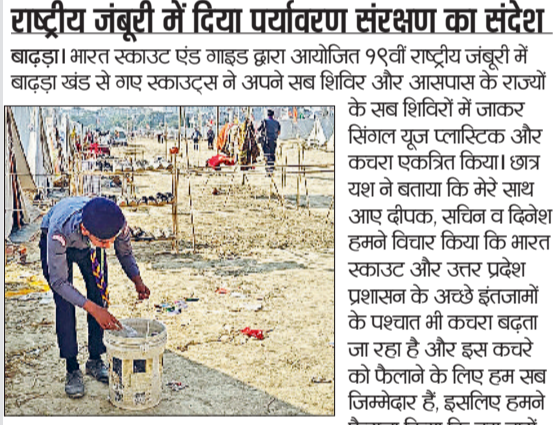 राष्ट्रीय जंबूरी में दिया पर्यावरण संरक्षण का संदेश
बाढ़ड़ा। भारत स्काउट एंड गाइड द्वारा आयोजित १९वीं राष्ट्रीय जंबूरी में
बाढ़ड़ा खंड से गए स्काउट्स ने अपने सब शिविर और आसपास के राज्यों
के सब शिविरों में जाकर
सिंगल यूज प्लास्टिक और
कचरा एकत्रित किया। छात्र
यश ने बताया कि मेरे साथ
आए दीपक, सचिन व दिनेश
हमने विचार किया कि भारत
स्काउट और उत्तर प्रदेश
प्रशासन के अच्छे इंतजामों
के पश्चात भी कचरा बढ़ता
जा रहा है और इस कचरे
को फैलाने के लिए हम सब
जिम्मेदार हैं, इसलिए हमने